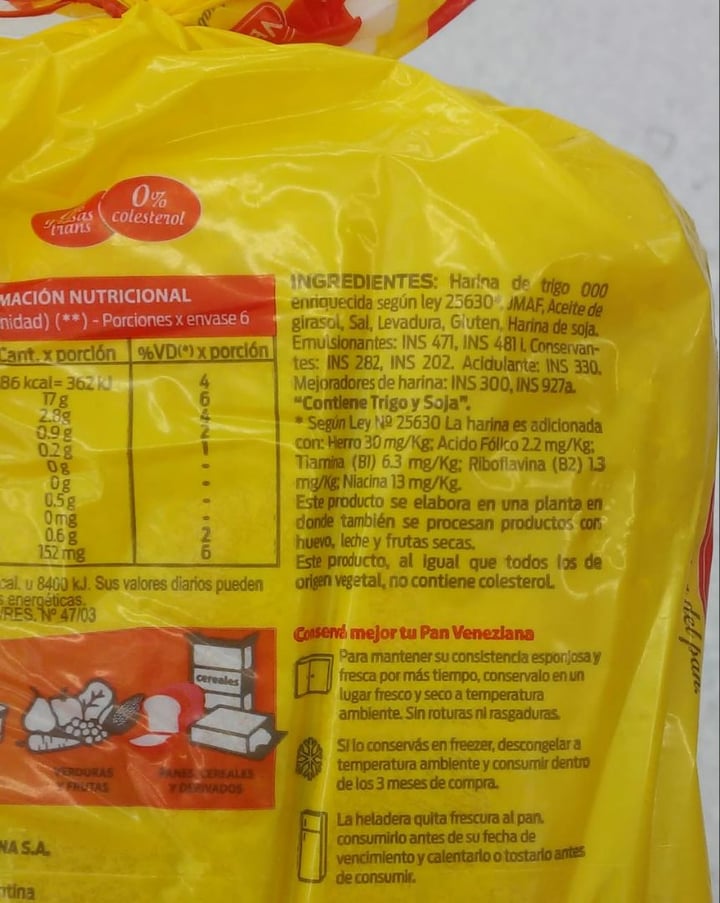 0%
colesterol
trans
MACIÓN NUTRICIONAL
nidad) (**) - Porciones x envase 6
Cant. x porción %VD(*) x porción
86 kcal= 362 kJ 4
17 g 6
2.8g 4
0.9g 2
0.2g 1
0g -
0g -
0.5g -
0mg -
0.6 g 2
152 mg 6
cal. u 8400 kJ. Sus valores diarios pueden
s energéticas.
/RES. Nº 47/03
cereales
VERDURAS
Y FRUTAS
PANES, CEREALES
Y DERIVADOS
NA S.A.
ntina
INGREDIENTES: Harina de trigo 000
enriquecida según ley 25630*, JMAF, Aceite de
girasol, Sal, Levadura, Gluten, Harina de soja.
Emulsionantes: INS 471, INS 481 I. Conservan-
tes: INS 282, INS 202. Acidulante: INS 330.
Mejoradores de harina: INS 300, INS 927a.
"Contiene Trigo y Soja".
* Según Ley Nº 25630 La harina es adicionada
con: Hierro 30 mg/Kg; Acido Fólico 2.2 mg/Kg;
Tiamina (B1) 6.3 mg/Kg; Riboflavina (B2) 1.3
mg/Kg; Niacina 13 mg/Kg.
Este producto se elabora en una planta en
donde también se procesan productos con
huevo, leche y frutas secas.
Este producto, al igual que todos los de
origen vegetal, no contiene colesterol.
Conservá mejor tu Pan Veneziana
Para mantener su consistencia esponjosa y
fresca por más tiempo, conservalo en un
lugar fresco y seco a temperatura
ambiente. Sin roturas ni rasgaduras.
Si lo conservás en freezer, descongelar a
temperatura ambiente y consumir dentro
de los 3 meses de compra.
La heladera quita frescura al pan.
consumirlo antes de su fecha de
vencimiento y calentarlo o tostarlo antes
de consumir.
del pan.